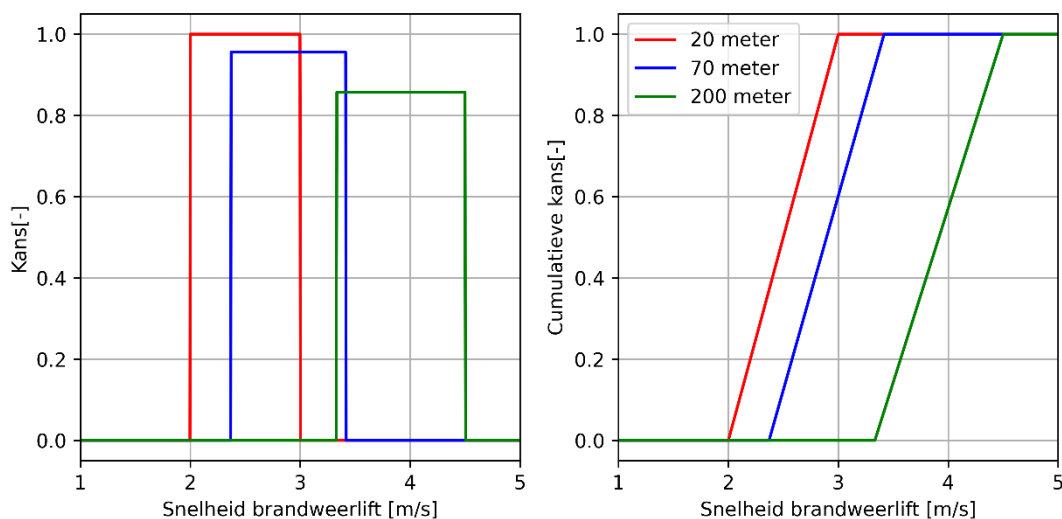 1.0
0.8
0.6
0.4
0.2
0.0
Kans[-]
1 2 3 4 5
Snelheid brandweerlift [m/s]
20 meter
70 meter
200 meter
1.0
0.8
0.6
0.4
0.2
0.0
Cumulatieve kans[-]
1 2 3 4 5
Snelheid brandweerlift [m/s]